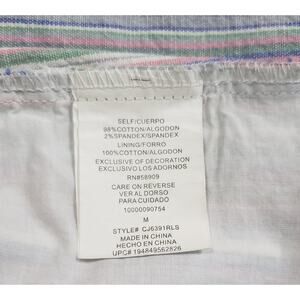 SELF/CUERPO
98%COTTON/ALGODON
2%SPANDEX/SPANDEX
LINING/FORRO
100%COTTON/ALGODON
EXCLUSIVE OF DECORATION
EXCLUSIVO LOS ADORNOS
RN#58909
CARE ON REVERSE
VER AL DORSO
PARA CUIDADO
10000090754
M
STYLE# CJ6391RLS
MADE IN CHINA
HECHO EN CHINA
UPC# 194849562826